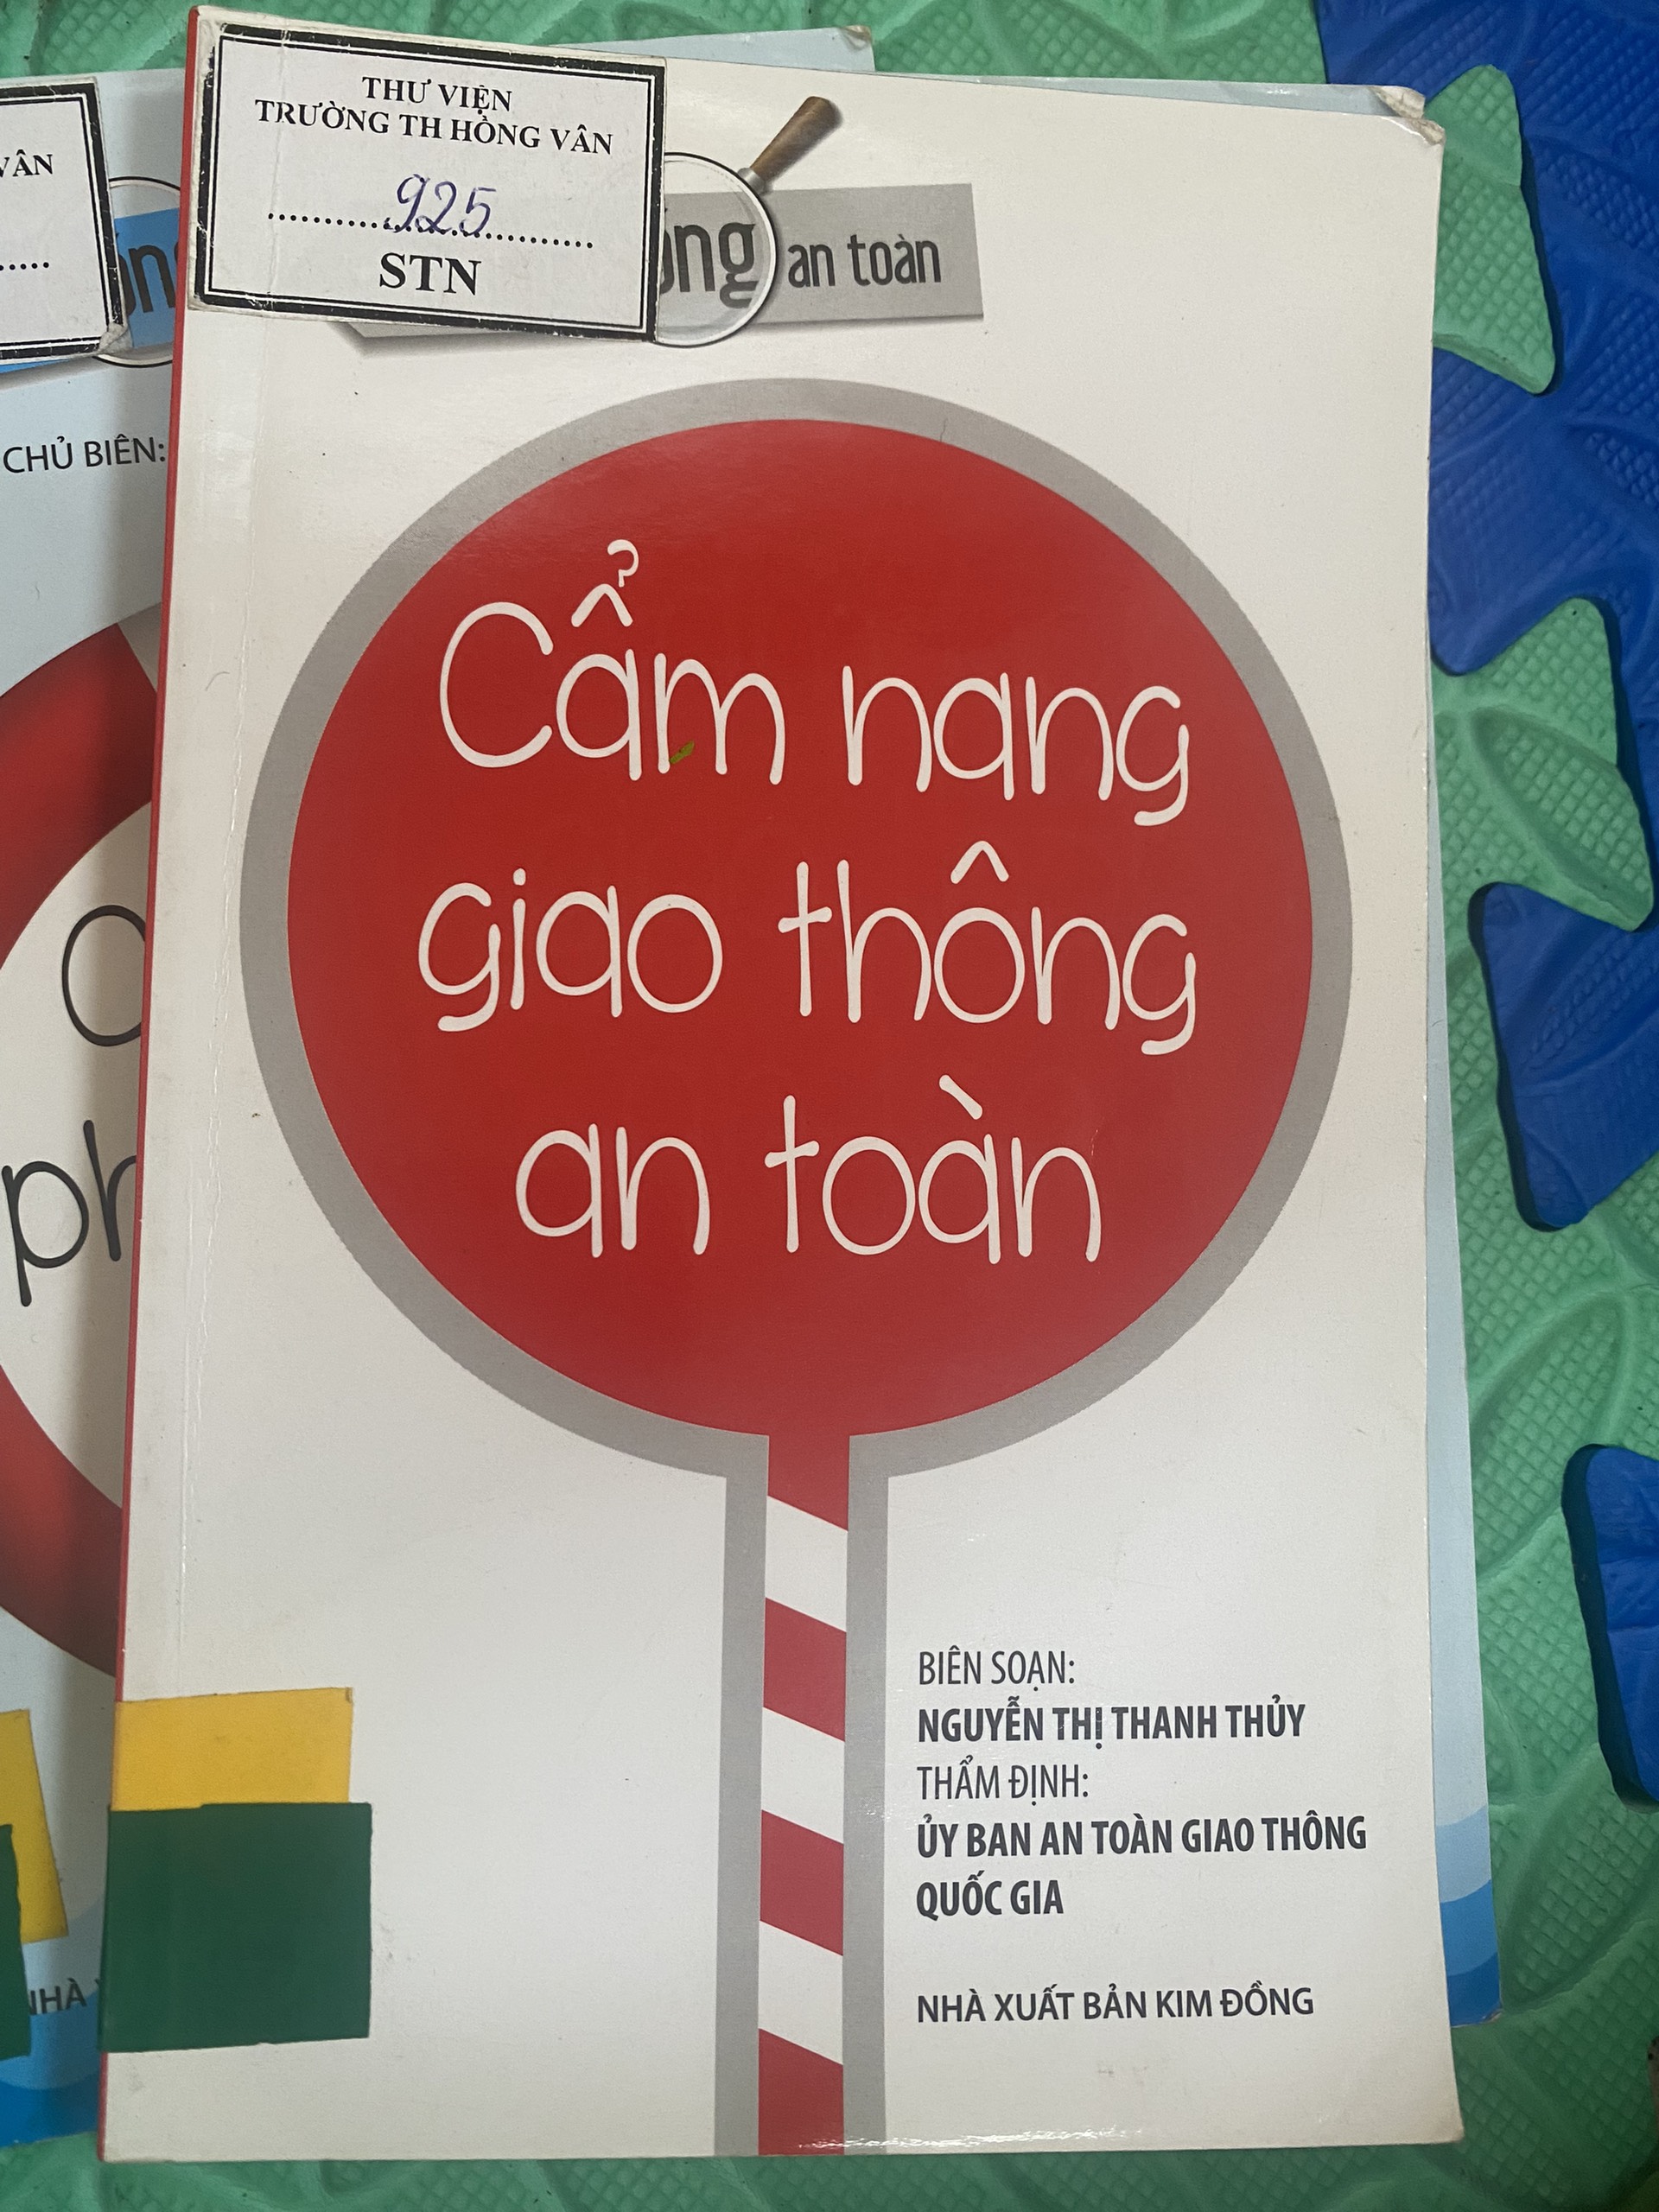 THƯ VIỆN
TRƯỜNG TH HỒNG VÂN
925
STN
an toàn
Cẩm nang
giao thông
an toàn
BIÊN SOẠN:
NGUYỄN THỊ THANH THỦY
THẨM ĐỊNH:
ỦY BAN AN TOÀN GIAO THÔNG
QUỐC GIA
NHÀ XUẤT BẢN KIM ĐỒNG
VÂN
CHỦ BIÊN:
NHÀ